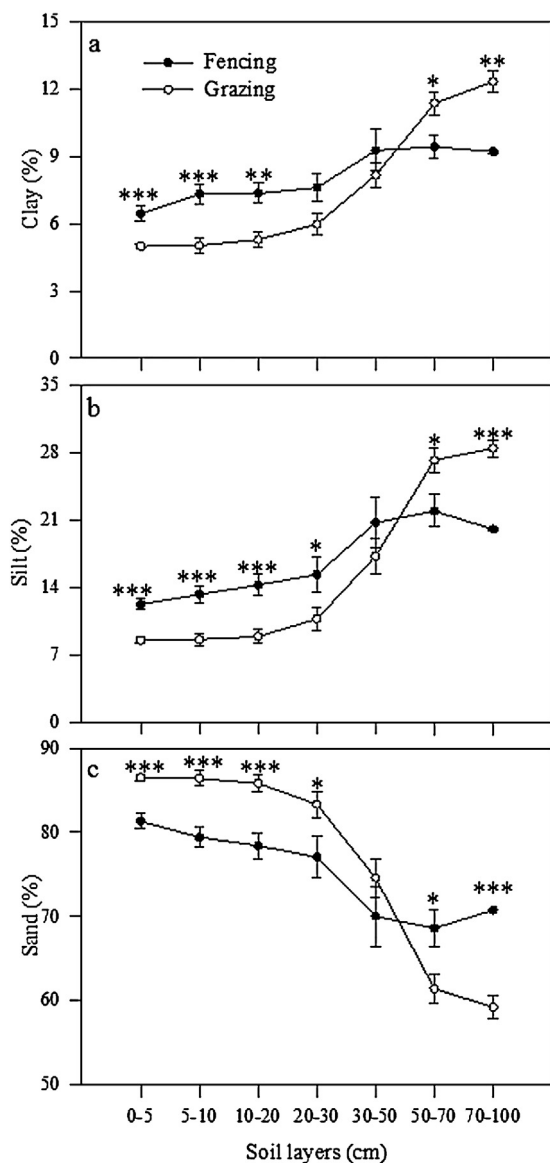 a
Fencing
Grazing
Clay (%)
15
12
9
6
3
0
*** *** ** * **
b
Silt (%)
35
28
21
14
7
0
*** *** *** * * ***
c
Sand (%)
90
80
70
60
50
*** *** *** * * ***
0-5 5-10 10-20 20-30 30-50 50-70 70-100
Soil layers (cm)